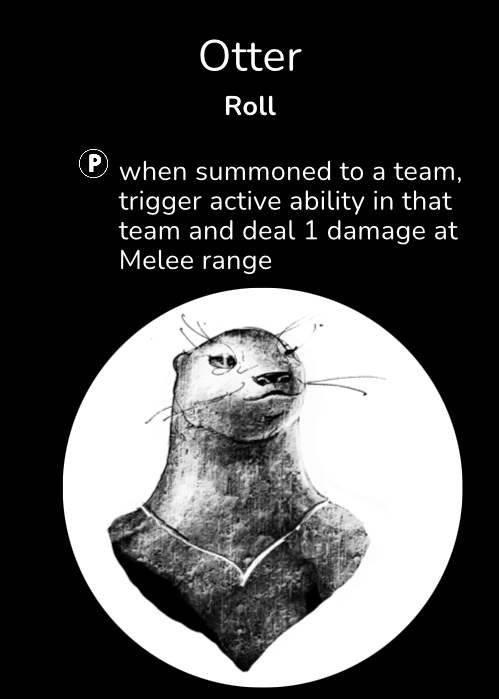 Otter
Roll
P when summoned to a team,
trigger active ability in that
team and deal 1 damage at
Melee range